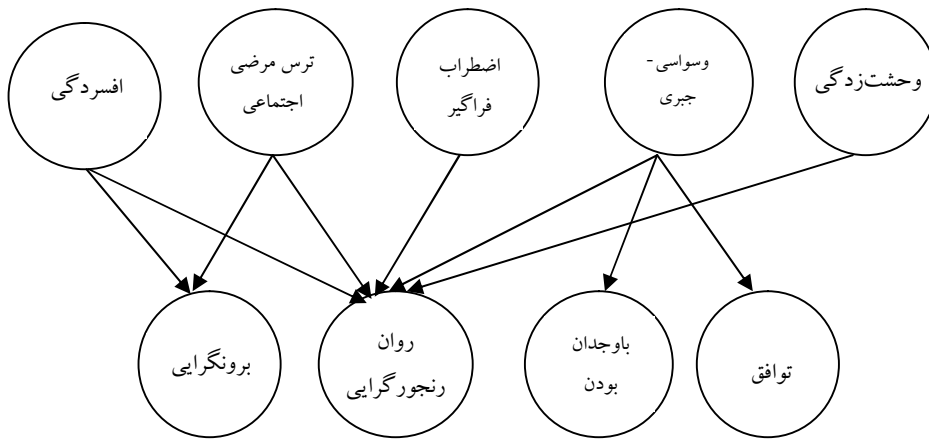 وحشت‌زدگی
وسواسی-
جبری
اضطراب
فراگیر
ترس مرضی
اجتماعی
افسردگی
توافق
باوجدان
بودن
روان
رنجورگرایی
برونگرایی